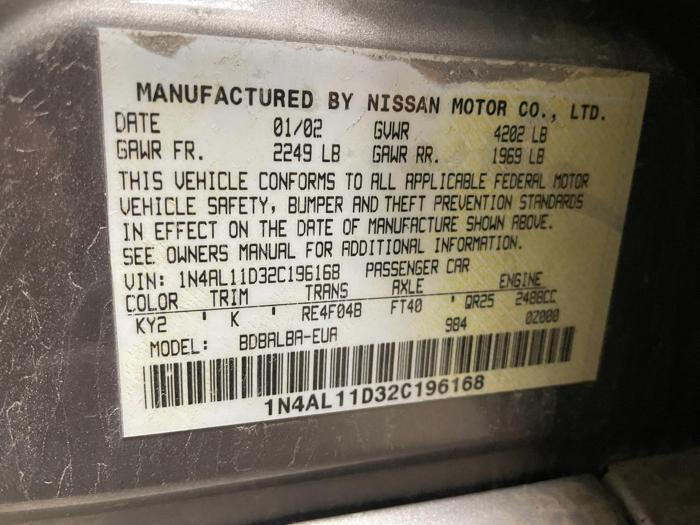 MANUFACTURED BY NISSAN MOTOR CO., LTD.
DATE 01/02 GVWR 4202 LB
GAWR FR. 2249 LB GAWR RR. 1969 LB
THIS VEHICLE CONFORMS TO ALL APPLICABLE FEDERAL MOTOR
VEHICLE SAFETY, BUMPER AND THEFT PREVENTION STANDARDS
IN EFFECT ON THE DATE OF MANUFACTURE SHOWN ABOVE.
SEE OWNERS MANUAL FOR ADDITIONAL INFORMATION.
VIN: 1N4AL11D32C196168 PASSENGER CAR
COLOR TRIM TRANS AXLE ENGINE
KY2 ' K ' RE4F04B FT40 ' QR25 2488CC
MODEL: BDBALBA-EUA 984 02000
1N4AL11D32C196168